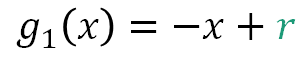 g₁(x) = −x + r